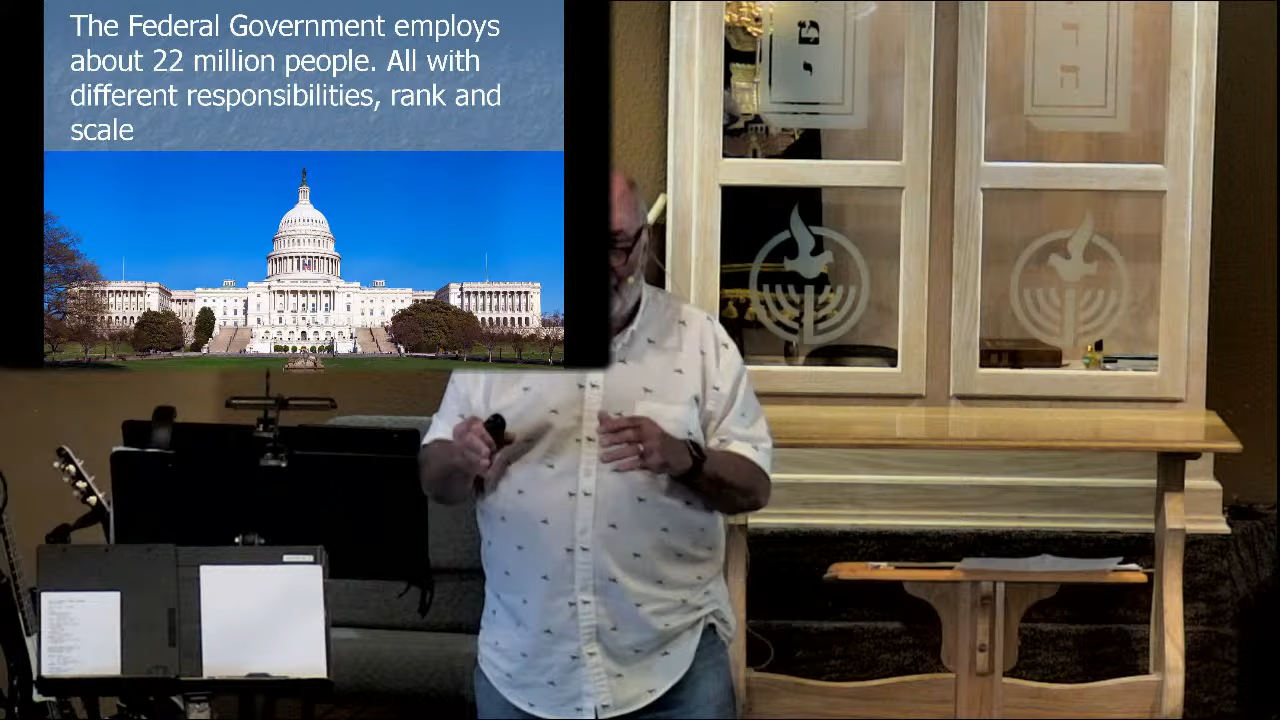 The Federal Government employs
about 22 million people. All with
different responsibilities, rank and
scale